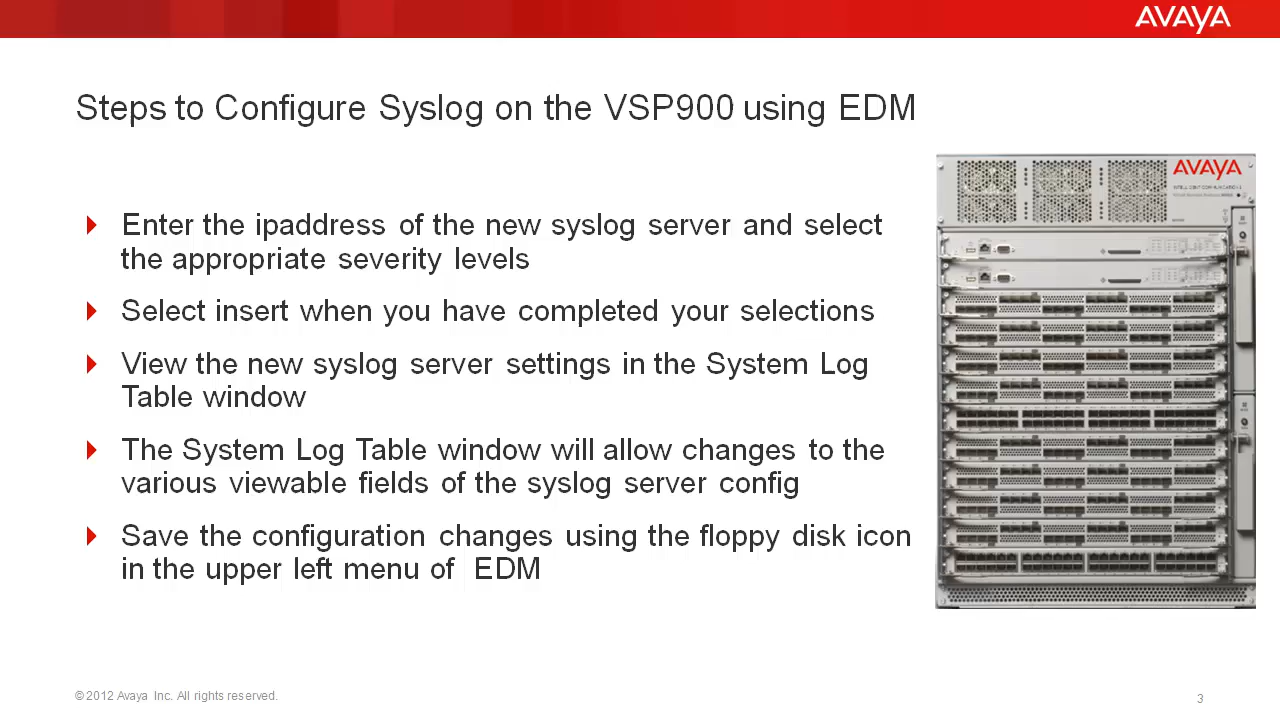 AVAYA
Steps to Configure Syslog on the VSP900 using EDM
Enter the ipaddress of the new syslog server and select
the appropriate severity levels
Select insert when you have completed your selections
View the new syslog server settings in the System Log
Table window
The System Log Table window will allow changes to the
various viewable fields of the syslog server config
Save the configuration changes using the floppy disk icon
in the upper left menu of EDM
AVAYA
© 2012 Avaya Inc. All rights reserved.
3